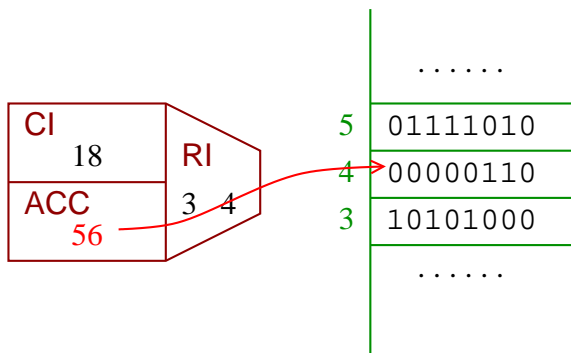 CI
18
RI
3 4
ACC
56
......
5 01111010
4 00000110
3 10101000
......